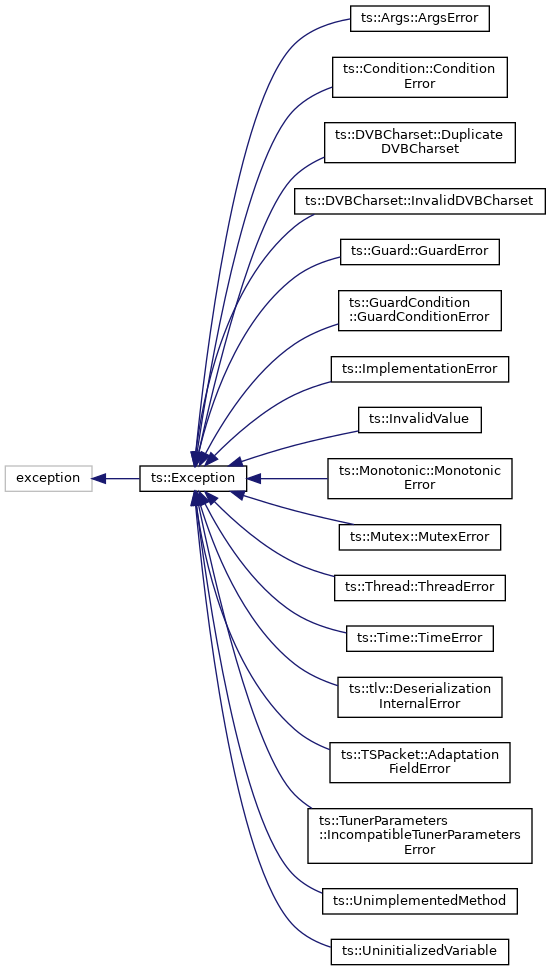 ts::Args::ArgsError
ts::Condition::Condition
Error
ts::DVBCharset::Duplicate
DVBCharset
ts::DVBCharset::InvalidDVBCharset
ts::Guard::GuardError
ts::GuardCondition
::GuardConditionError
ts::ImplementationError
ts::InvalidValue
exception
ts::Exception
ts::Monotonic::Monotonic
Error
ts::Mutex::MutexError
ts::Thread::ThreadError
ts::Time::TimeError
ts::tlv::Deserialization
InternalError
ts::TSPacket::Adaptation
FieldError
ts::TunerParameters
::IncompatibleTunerParameters
Error
ts::UnimplementedMethod
ts::UninitializedVariable